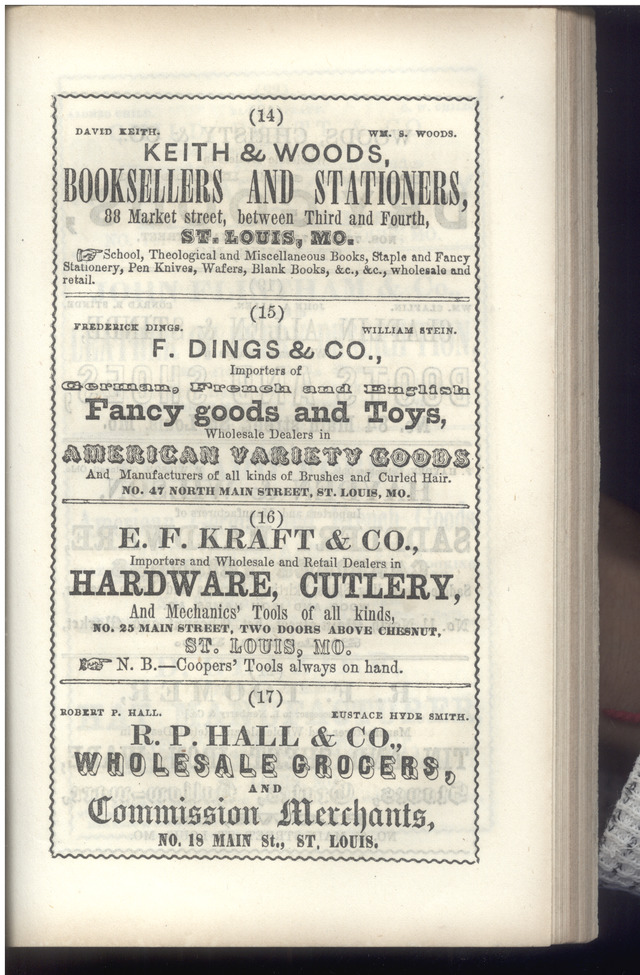 (14)
DAVID KEITH. WM. S. WOODS.
KEITH & WOODS,
BOOKSELLERS AND STATIONERS,
88 Market street, between Third and Fourth,
ST. LOUIS, MO.
☞School, Theological and Miscellaneous Books, Staple and Fancy
Stationery, Pen Knives, Wafers, Blank Books, &c., &c., wholesale and
retail.
(15)
FREDERICK DINGS. WILLIAM STEIN.
F. DINGS & CO.,
Importers of
German, French and English
Fancy goods and Toys,
Wholesale Dealers in
AMERICAN VARIETY GOODS
And Manufacturers of all kinds of Brushes and Curled Hair.
NO. 47 NORTH MAIN STREET, ST. LOUIS, MO.
(16)
E. F. KRAFT & CO.,
Importers and Wholesale and Retail Dealers in
HARDWARE, CUTLERY,
And Mechanics' Tools of all kinds,
NO. 25 MAIN STREET, TWO DOORS ABOVE CHESNUT,
ST. LOUIS, MO.
☞ N. B.—Coopers' Tools always on hand.
(17)
ROBERT P. HALL. EUSTACE HYDE SMITH.
R. P. HALL & CO.,
WHOLESALE GROCERS,
AND
Commission Merchants,
NO. 18 MAIN St., ST. LOUIS.